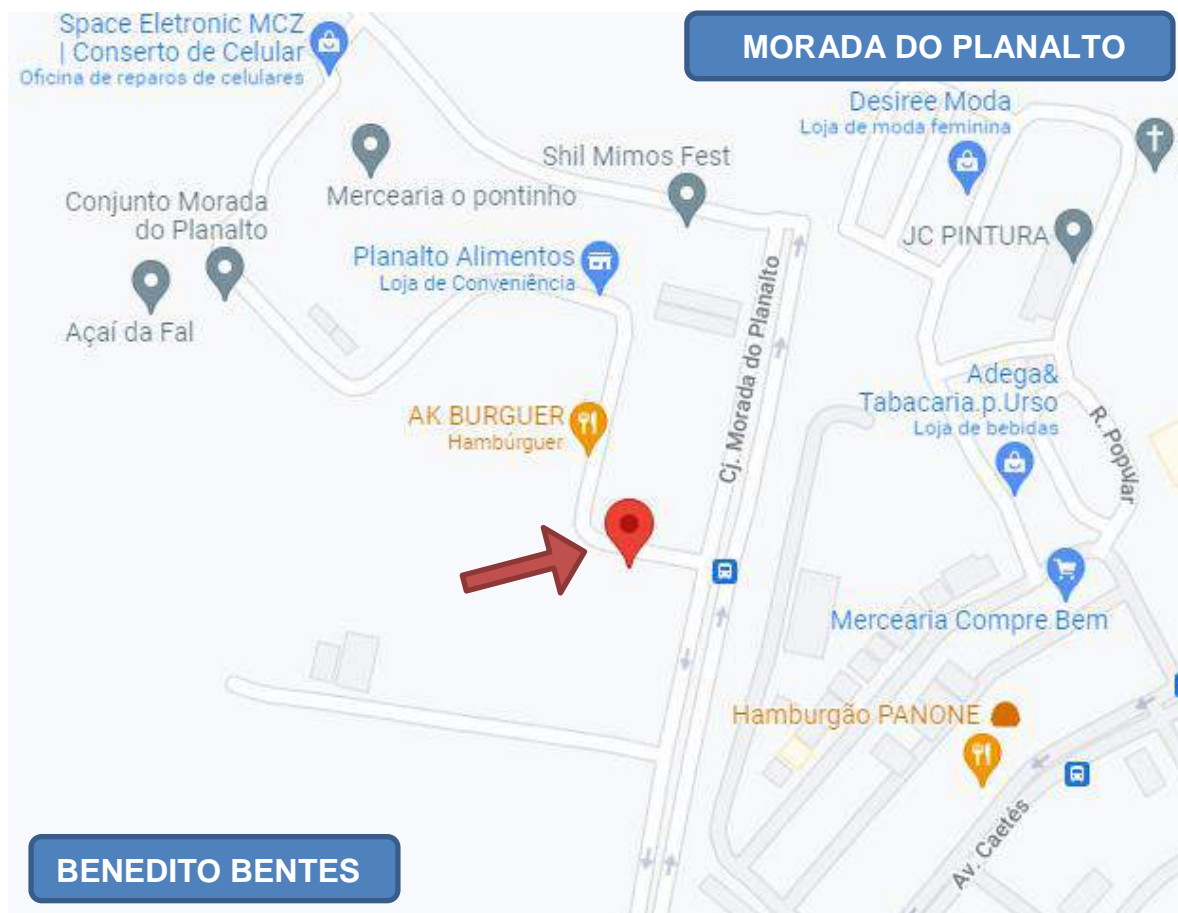 Space Eletronic MCZ
| Conserto de Celular
Oficina de reparos de celulares
MORADA DO PLANALTO
Desiree Moda
Loja de moda feminina
Shil Mimos Fest
Mercearia o pontinho
Conjunto Morada
do Planalto
JC PINTURA
Planalto Alimentos
Loja de Conveniência
Açaí da Fal
Cj. Morada do Planalto
Adega&
Tabacaria.p.Urso
Loja de bebidas
R. Popular
AK BURGUER
Hambúrguer
Mercearia Compre Bem
Hamburgão PANONE
Av. Caetés
BENEDITO BENTES